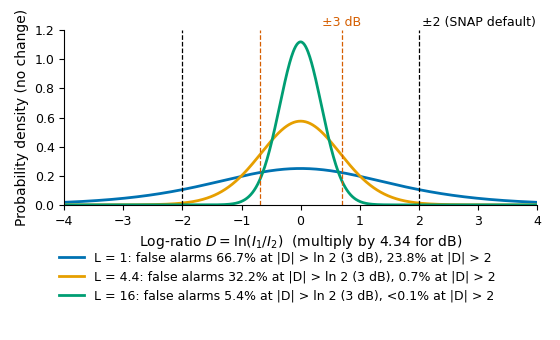 ±3 dB ±2 (SNAP default)
Probability density (no change)
1.2
1.0
0.8
0.6
0.4
0.2
0.0
−4 −3 −2 −1 0 1 2 3 4
Log-ratio D = ln(I₁/I₂) (multiply by 4.34 for dB)
L = 1: false alarms 66.7% at |D| > ln 2 (3 dB), 23.8% at |D| > 2
L = 4.4: false alarms 32.2% at |D| > ln 2 (3 dB), 0.7% at |D| > 2
L = 16: false alarms 5.4% at |D| > ln 2 (3 dB), <0.1% at |D| > 2